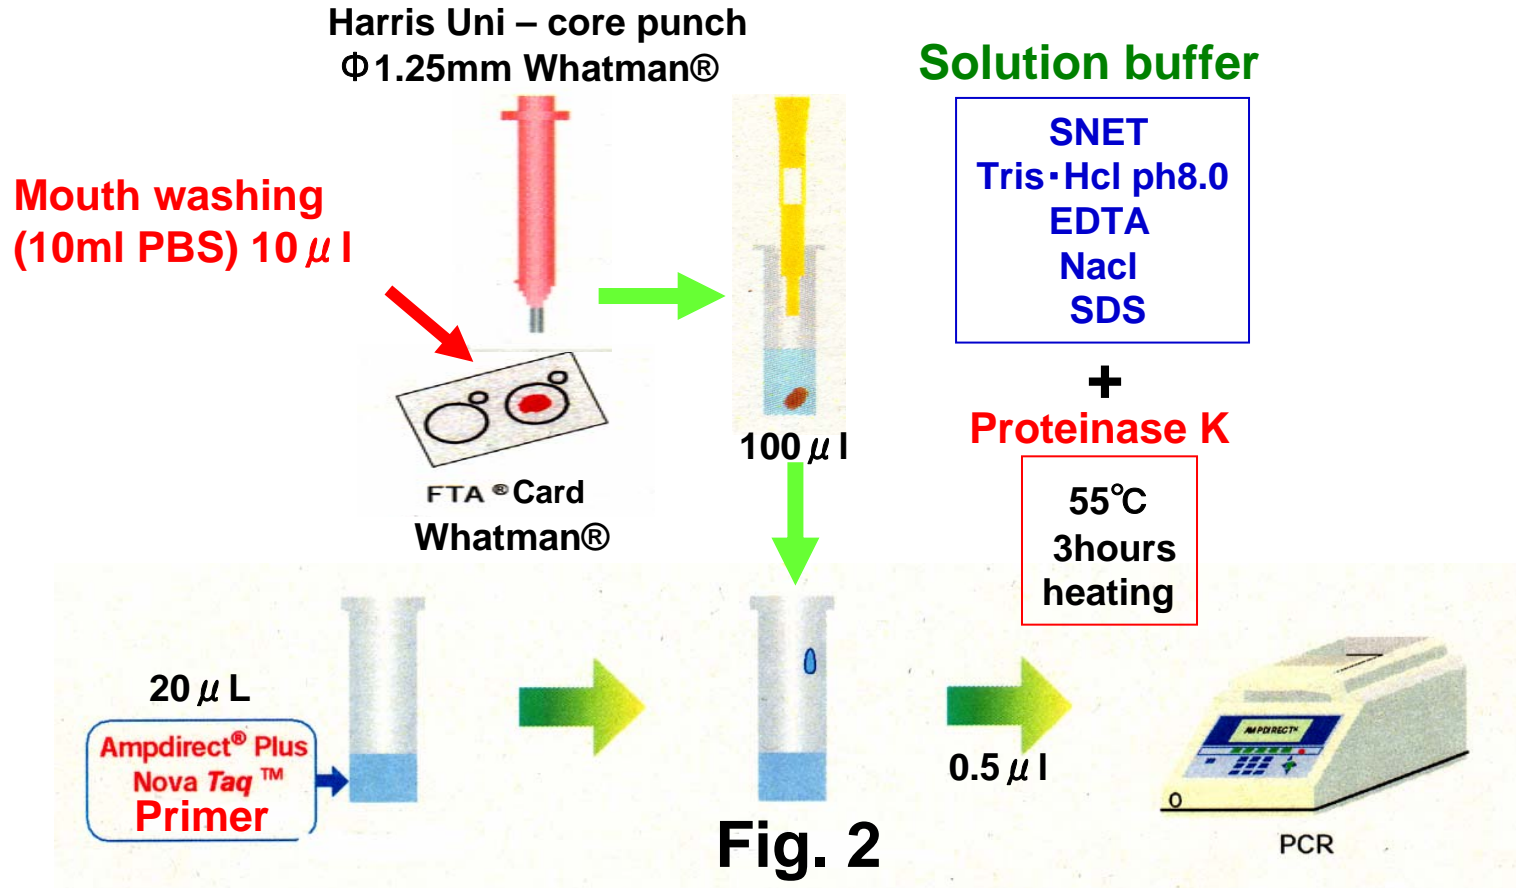 Harris Uni – core punch
Φ1.25mm Whatman®
Solution buffer
SNET
Tris・Hcl ph8.0
EDTA
Nacl
SDS
+
Proteinase K
55℃
3hours
heating
Mouth washing
(10ml PBS) 10μl
100μl
FTA®Card
Whatman®
20μL
Ampdirect® Plus
Nova Taq™
Primer
0.5μl
AMPDIRECT™
PCR
Fig. 2